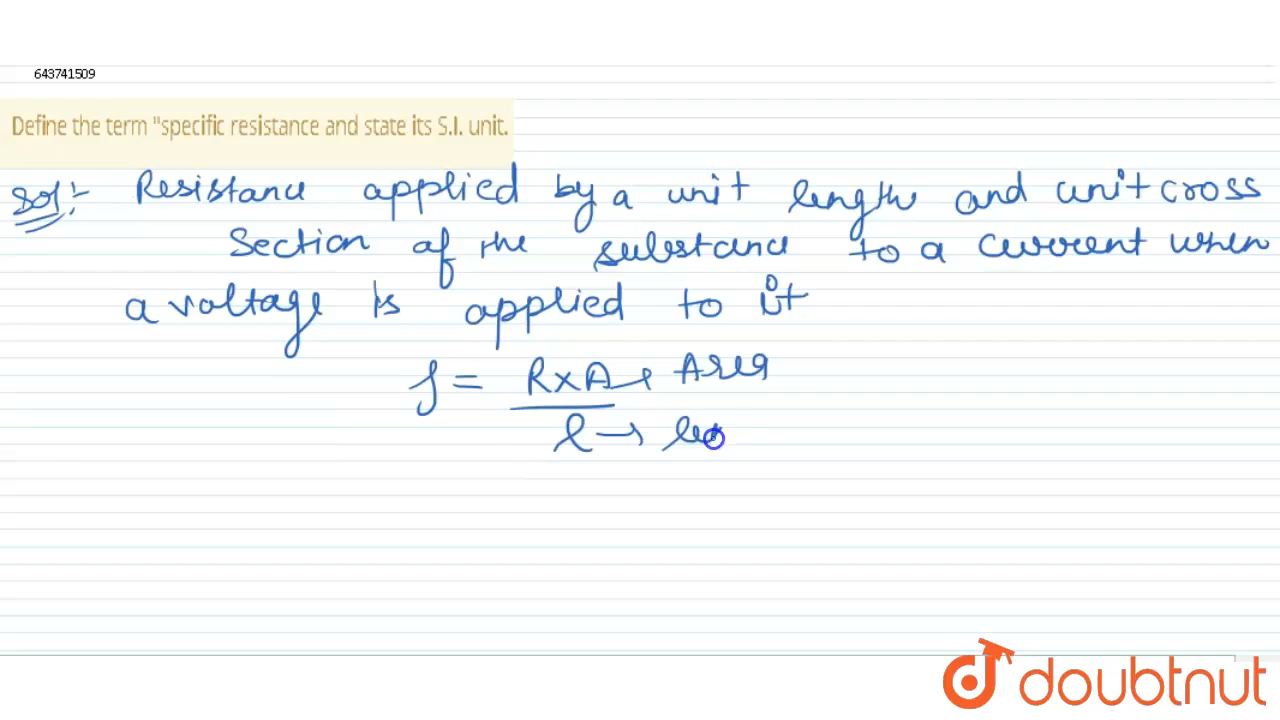 643741509
Define the term "specific resistance and state its S.I. unit.
Sol:- Resistance applied by a unit length and unit cross
Section of the substance to a current when
a voltage is applied to it
ρ = R×A → Area
l →
doubtnut